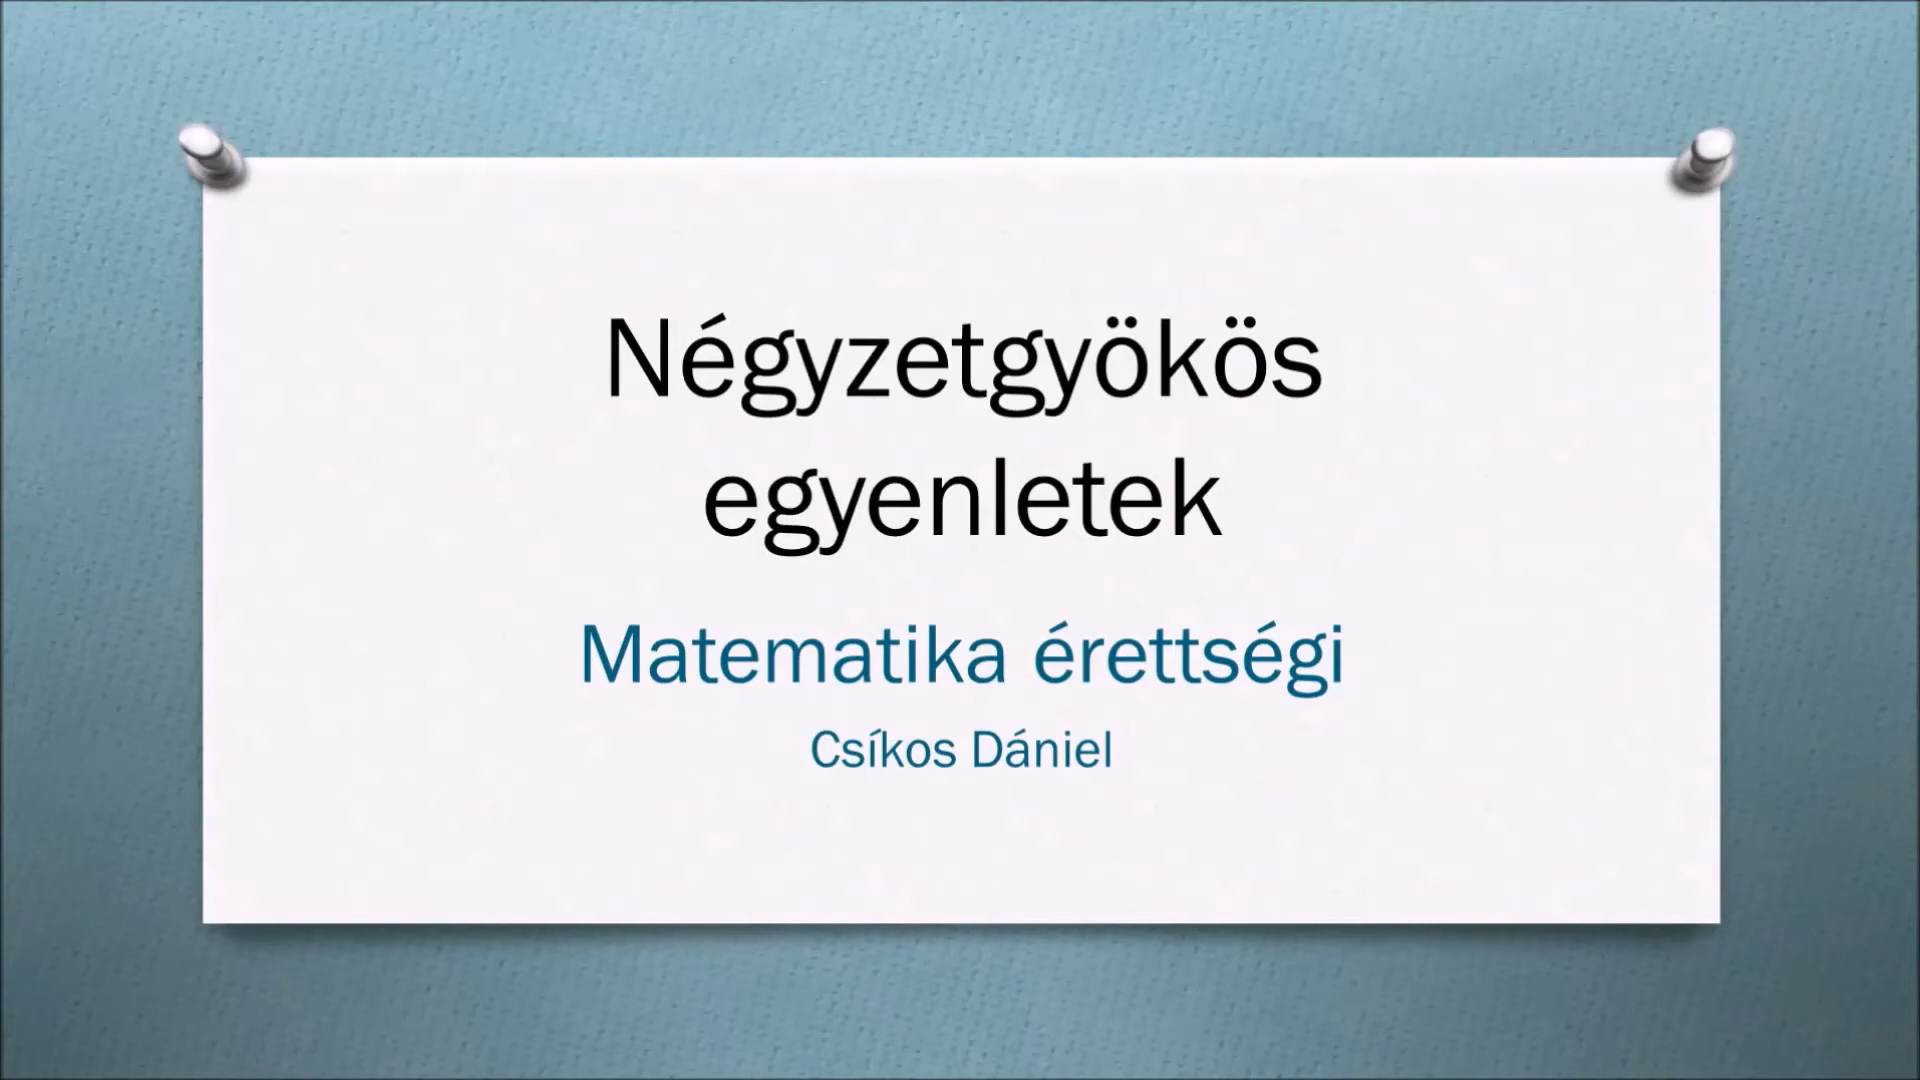 Négyzetgyökös
egyenletek
Matematika érettségi
Csíkos Dániel